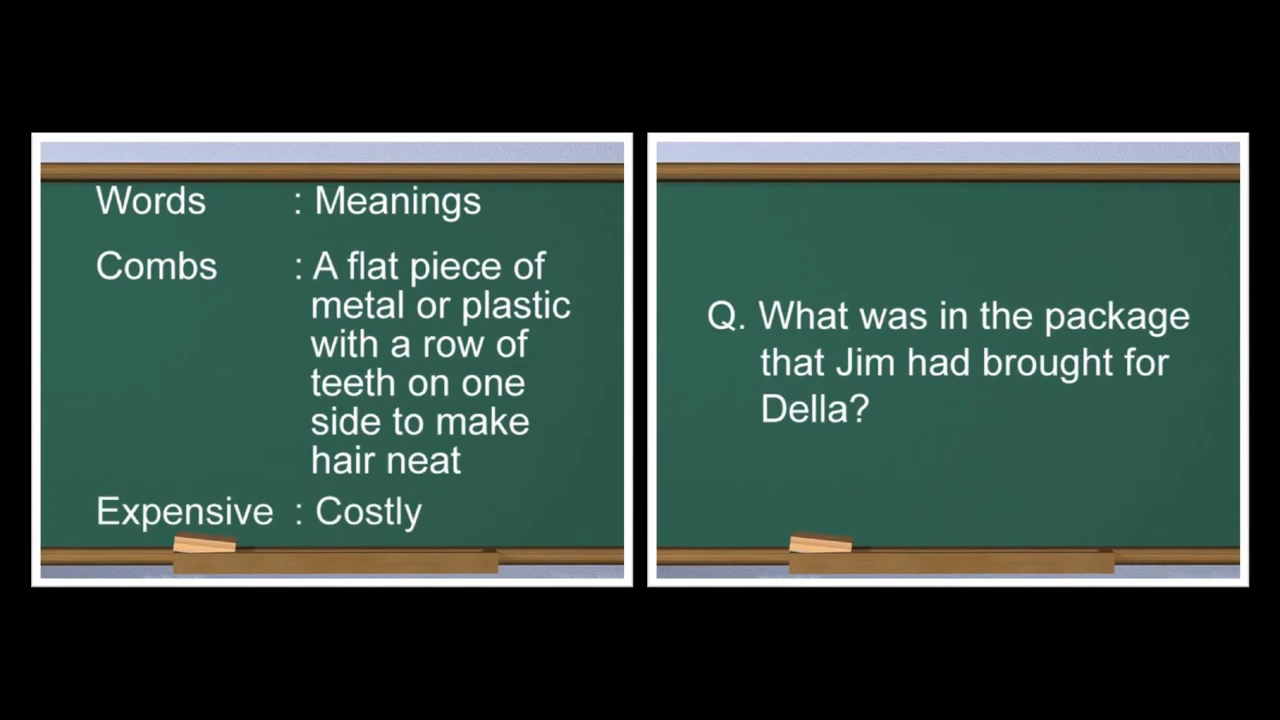 Words : Meanings
Combs : A flat piece of
metal or plastic
with a row of
teeth on one
side to make
hair neat
Expensive : Costly
Q. What was in the package
that Jim had brought for
Della?